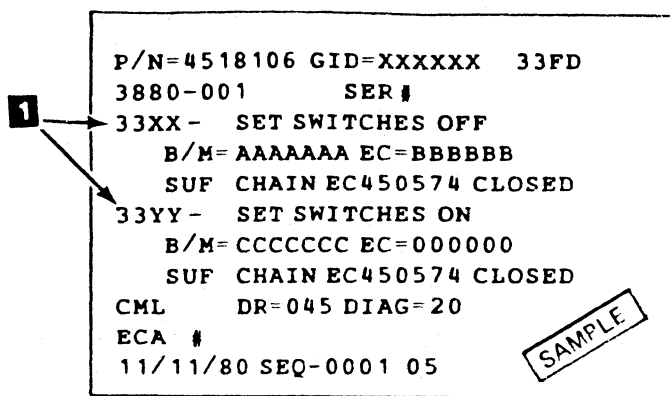 P/N=4518106 GID=XXXXXX 33FD
3880-001 SER#
1
33XX- SET SWITCHES OFF
B/M=AAAAAAA EC=BBBBBB
SUF CHAIN EC450574 CLOSED
33YY- SET SWITCHES ON
B/M=CCCCCCC EC=000000
SUF CHAIN EC450574 CLOSED
CML DR=045 DIAG=20
ECA #
11/11/80 SEQ-0001 05
SAMPLE